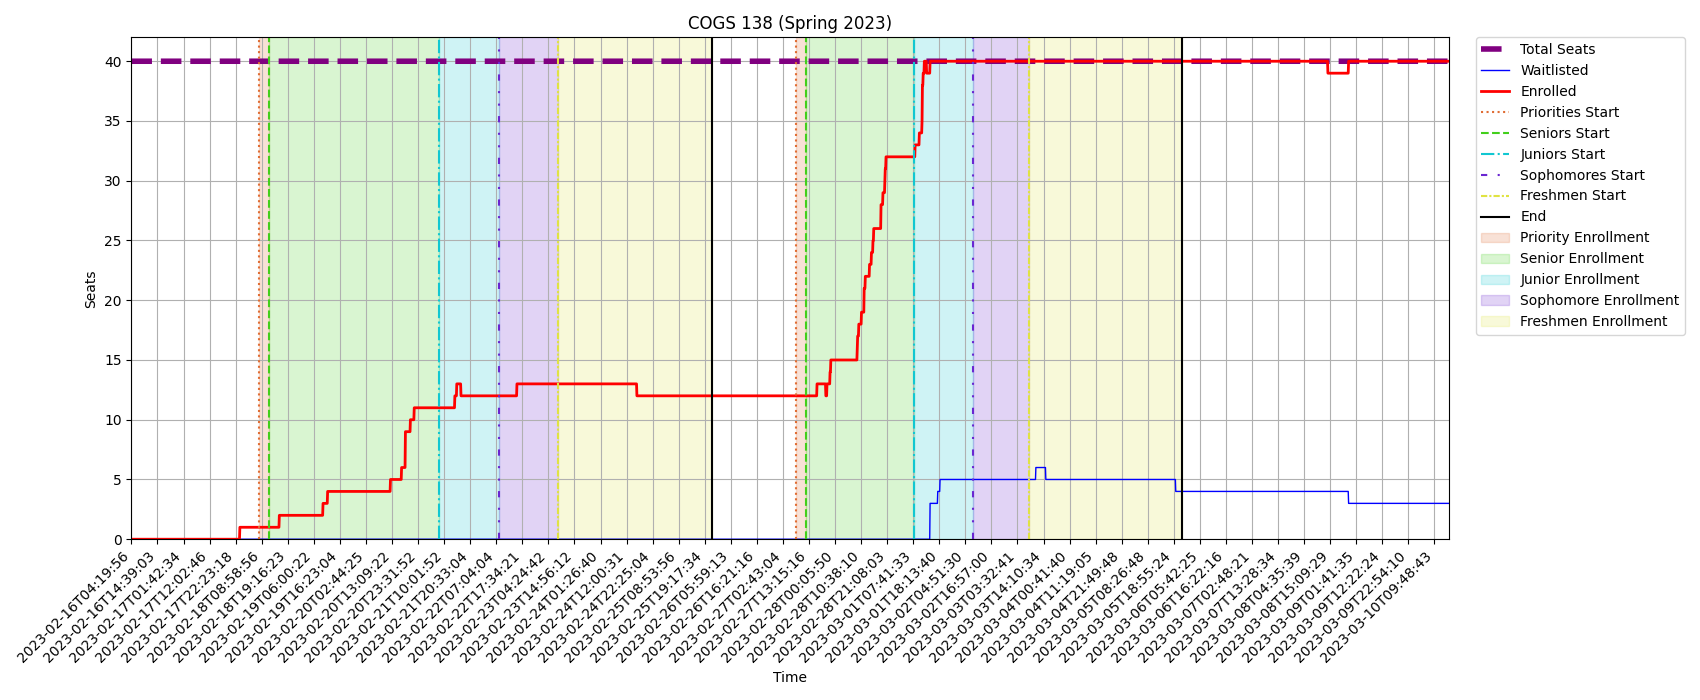 COGS 138 (Spring 2023)
Seats
40
35
30
25
20
15
10
5
0
2023-02-16T04:19:56
2023-02-16T14:39:03
2023-02-17T01:42:34
2023-02-17T12:02:46
2023-02-17T22:23:18
2023-02-18T08:58:56
2023-02-18T19:16:23
2023-02-19T06:00:22
2023-02-19T16:23:04
2023-02-20T02:44:25
2023-02-20T13:09:22
2023-02-20T23:31:52
2023-02-21T10:01:52
2023-02-21T20:33:04
2023-02-22T07:04:04
2023-02-22T17:34:21
2023-02-23T04:24:42
2023-02-23T14:56:12
2023-02-24T01:26:40
2023-02-24T12:00:31
2023-02-24T22:25:04
2023-02-25T08:53:56
2023-02-25T19:17:34
2023-02-26T05:59:13
2023-02-26T16:21:16
2023-02-27T02:43:04
2023-02-27T13:15:16
2023-02-28T00:05:50
2023-02-28T10:38:10
2023-02-28T21:08:03
2023-03-01T07:41:33
2023-03-01T18:13:40
2023-03-02T04:51:30
2023-03-02T16:57:00
2023-03-03T03:32:41
2023-03-03T14:10:34
2023-03-04T00:41:40
2023-03-04T11:19:05
2023-03-04T21:49:48
2023-03-05T08:26:48
2023-03-05T18:55:24
2023-03-06T05:42:25
2023-03-06T16:22:16
2023-03-07T02:48:21
2023-03-07T13:28:34
2023-03-08T04:35:39
2023-03-08T15:09:29
2023-03-09T01:41:35
2023-03-09T12:22:24
2023-03-09T22:54:10
2023-03-10T09:48:43
Time
Total Seats
Waitlisted
Enrolled
Priorities Start
Seniors Start
Juniors Start
Sophomores Start
Freshmen Start
End
Priority Enrollment
Senior Enrollment
Junior Enrollment
Sophomore Enrollment
Freshmen Enrollment